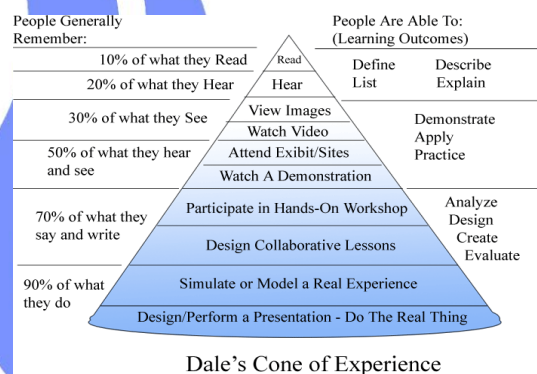 People Generally
Remember:
People Are Able To:
(Learning Outcomes)
10% of what they Read
Read
Define
List
Describe
Explain
20% of what they Hear
Hear
30% of what they See
View Images
Watch Video
Demonstrate
Apply
Practice
50% of what they hear
and see
Attend Exibit/Sites
Watch A Demonstration
70% of what they
say and write
Participate in Hands-On Workshop
Design Collaborative Lessons
Analyze
Design
Create
Evaluate
90% of what
they do
Simulate or Model a Real Experience
Design/Perform a Presentation - Do The Real Thing
Dale's Cone of Experience